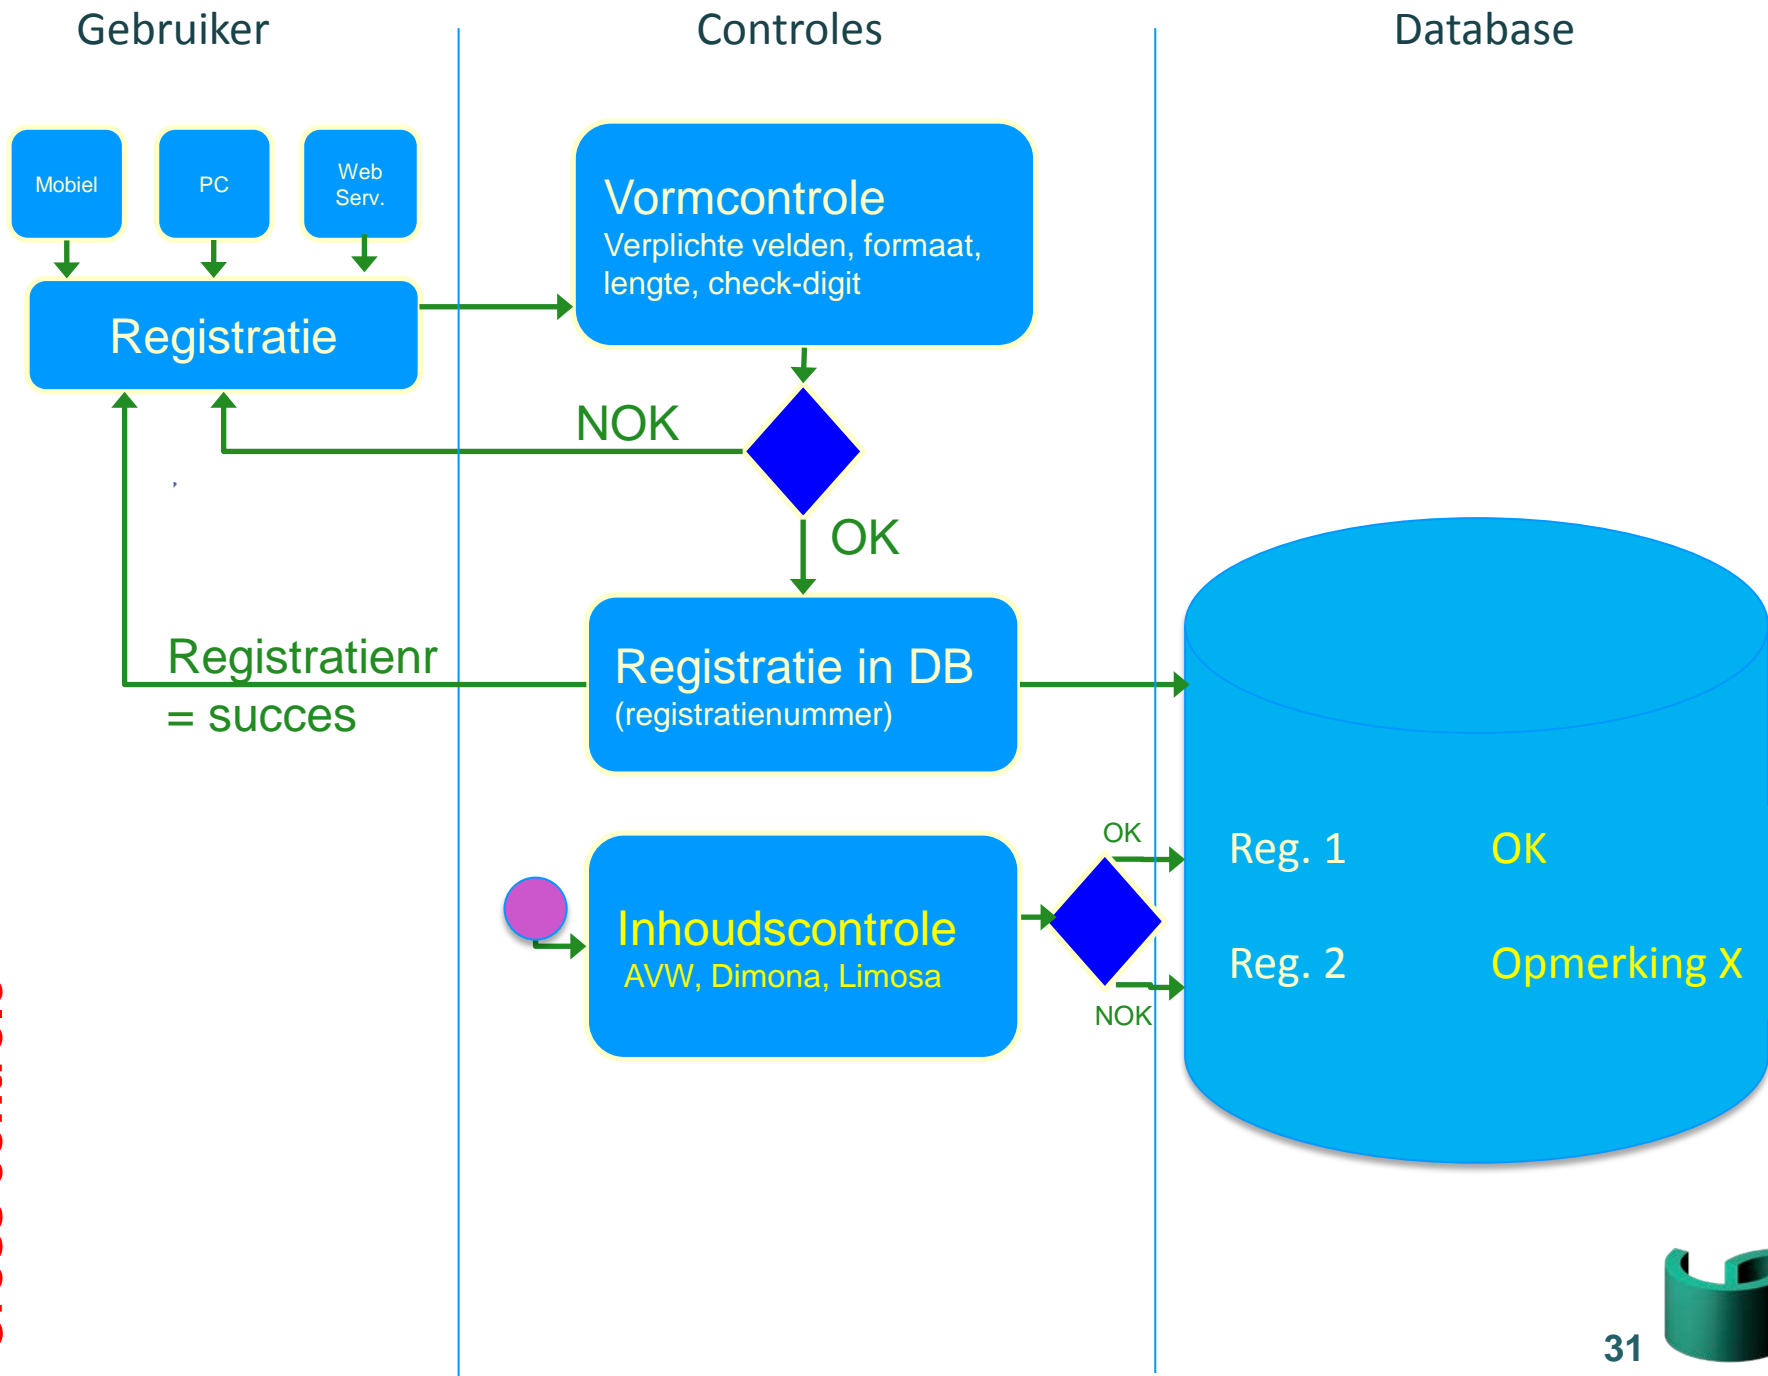 Gebruiker
Controles
Database
Mobiel
PC
Web
Serv.
Vormcontrole
Verplichte velden, formaat,
lengte, check-digit
Registratie
NOK
OK
Registratienr
= succes
Registratie in DB
(registratienummer)
OK
Inhoudscontrole
AVW, Dimona, Limosa
NOK
Reg. 1 OK
Reg. 2 Opmerking X
31